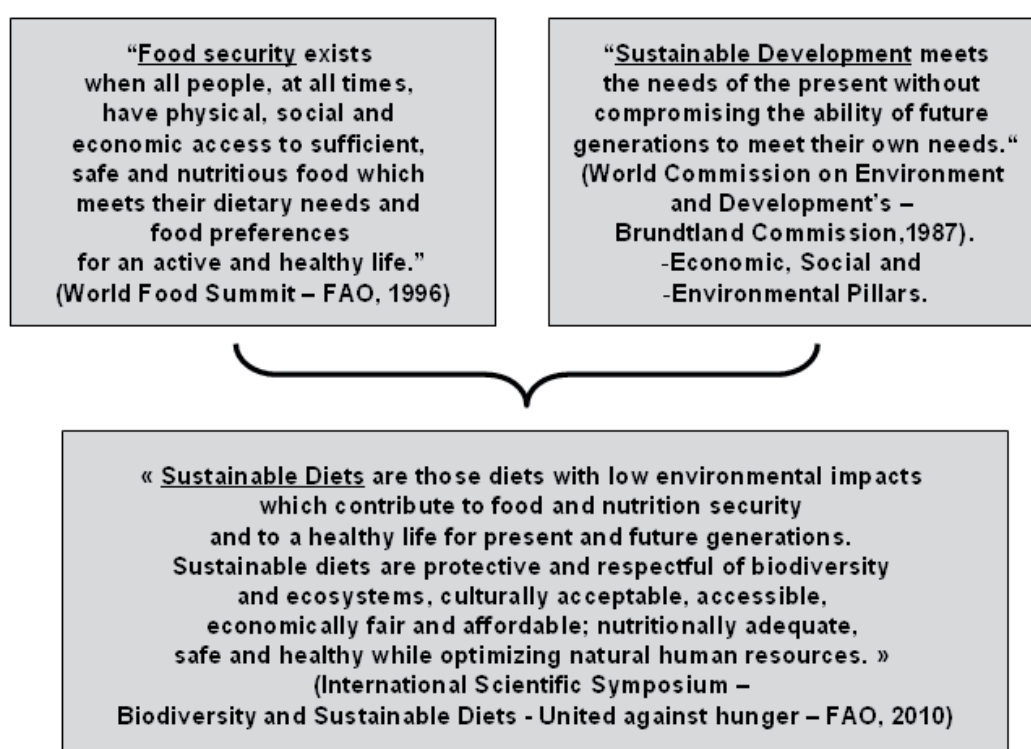 “Food security exists
when all people, at all times,
have physical, social and
economic access to sufficient,
safe and nutritious food which
meets their dietary needs and
food preferences
for an active and healthy life.”
(World Food Summit – FAO, 1996)
“Sustainable Development meets
the needs of the present without
compromising the ability of future
generations to meet their own needs.“
(World Commission on Environment
and Development’s –
Brundtland Commission,1987).
-Economic, Social and
-Environmental Pillars.
« Sustainable Diets are those diets with low environmental impacts
which contribute to food and nutrition security
and to a healthy life for present and future generations.
Sustainable diets are protective and respectful of biodiversity
and ecosystems, culturally acceptable, accessible,
economically fair and affordable; nutritionally adequate,
safe and healthy while optimizing natural human resources. »
(International Scientific Symposium –
Biodiversity and Sustainable Diets - United against hunger – FAO, 2010)